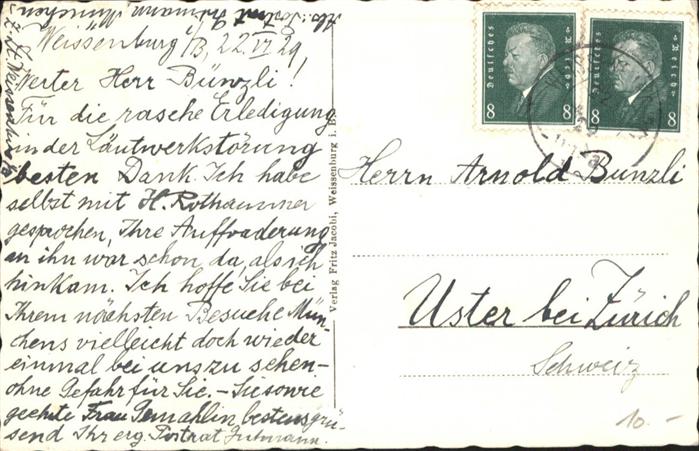 Weissenburg i/B, 22.VI.29
Werter Herr Bünzli!
Für die rasche Erledigung
in der Läutwerkstörung
besten Dank. Ich habe
selbst mit H. Rothammer
gesprochen, Ihre Aufforderung
an ihn war schon da, als ich
hinkam. Ich hoffe Sie bei
Ihrem nächsten Besuche Mün-
chens vielleicht doch wieder
einmal bei uns zu sehen –
ohne Gefahr für Sie. – Sie sowie
geehrte Frau Gemahlin bestens grü-
send Ihr erg.
Verlag Fritz Jacobi, Weissenburg i. B.
Deutsches Reich
8 8
Deutsches Reich
8 8
Herrn Arnold Bünzli
Uster bei Zürich
Schweiz
10.-